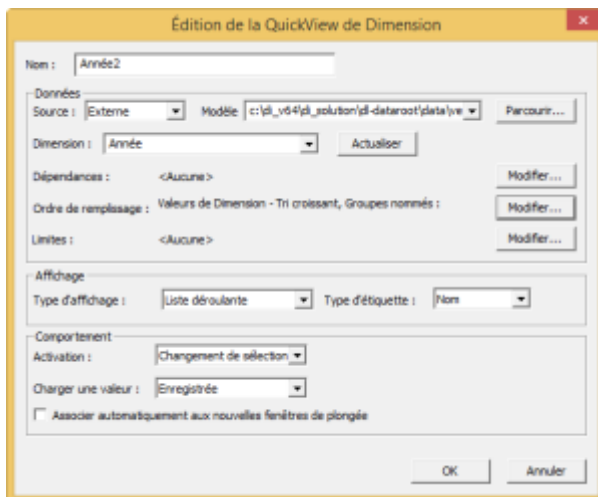 Édition de la QuickView de Dimension
Nom : Année2
Données
Source : Externe Modèle c:\di_v64\di_solution\dl-dataroot\data\ve Parcourir...
Dimension : Année Actualiser
Dépendances : <Aucune> Modifier...
Ordre de remplissage : Valeurs de Dimension - Tri croissant, Groupes nommés : Modifier...
Limites : <Aucune> Modifier...
Affichage
Type d'affichage : Liste déroulante Type d'étiquette : Nom
Comportement
Activation : Changement de sélection
Charger une valeur : Enregistrée
Associer automatiquement aux nouvelles fenêtres de plongée
OK Annuler